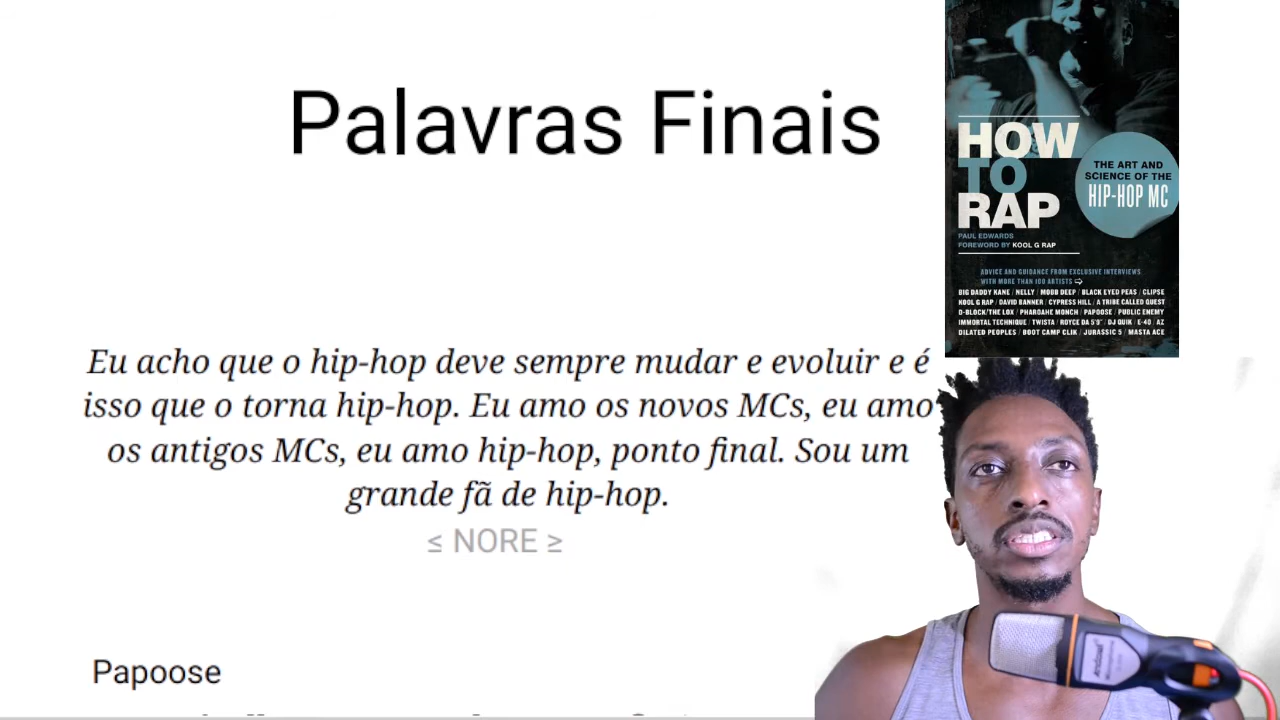 Palavras Finais
Eu acho que o hip-hop deve sempre mudar e evoluir e é
isso que o torna hip-hop. Eu amo os novos MCs, eu amo
os antigos MCs, eu amo hip-hop, ponto final. Sou um
grande fã de hip-hop.
≤ NORE ≥
Papoose
HOW
TO
RAP
THE ART AND
SCIENCE OF THE
HIP-HOP MC
PAUL EDWARDS
FOREWORD BY KOOL G RAP
ADVICE AND GUIDANCE FROM EXCLUSIVE INTERVIEWS
WITH MORE THAN 100 ARTISTS
BIG DADDY KANE / NELLY / MOBB DEEP / BLACK EYED PEAS / CLIPSE
KOOL G RAP / DAVID BANNER / CYPRESS HILL / A TRIBE CALLED QUEST
D-BLOCK/THE LOX / PHAROAHE MONCH / PAPOOSE / PUBLIC ENEMY
IMMORTAL TECHNIQUE / TWISTA / ROYCE DA 5'9" / DJ QUIK / E-40 / AZ
DILATED PEOPLES / BOOT CAMP CLIK / JURASSIC 5 / MASTA ACE